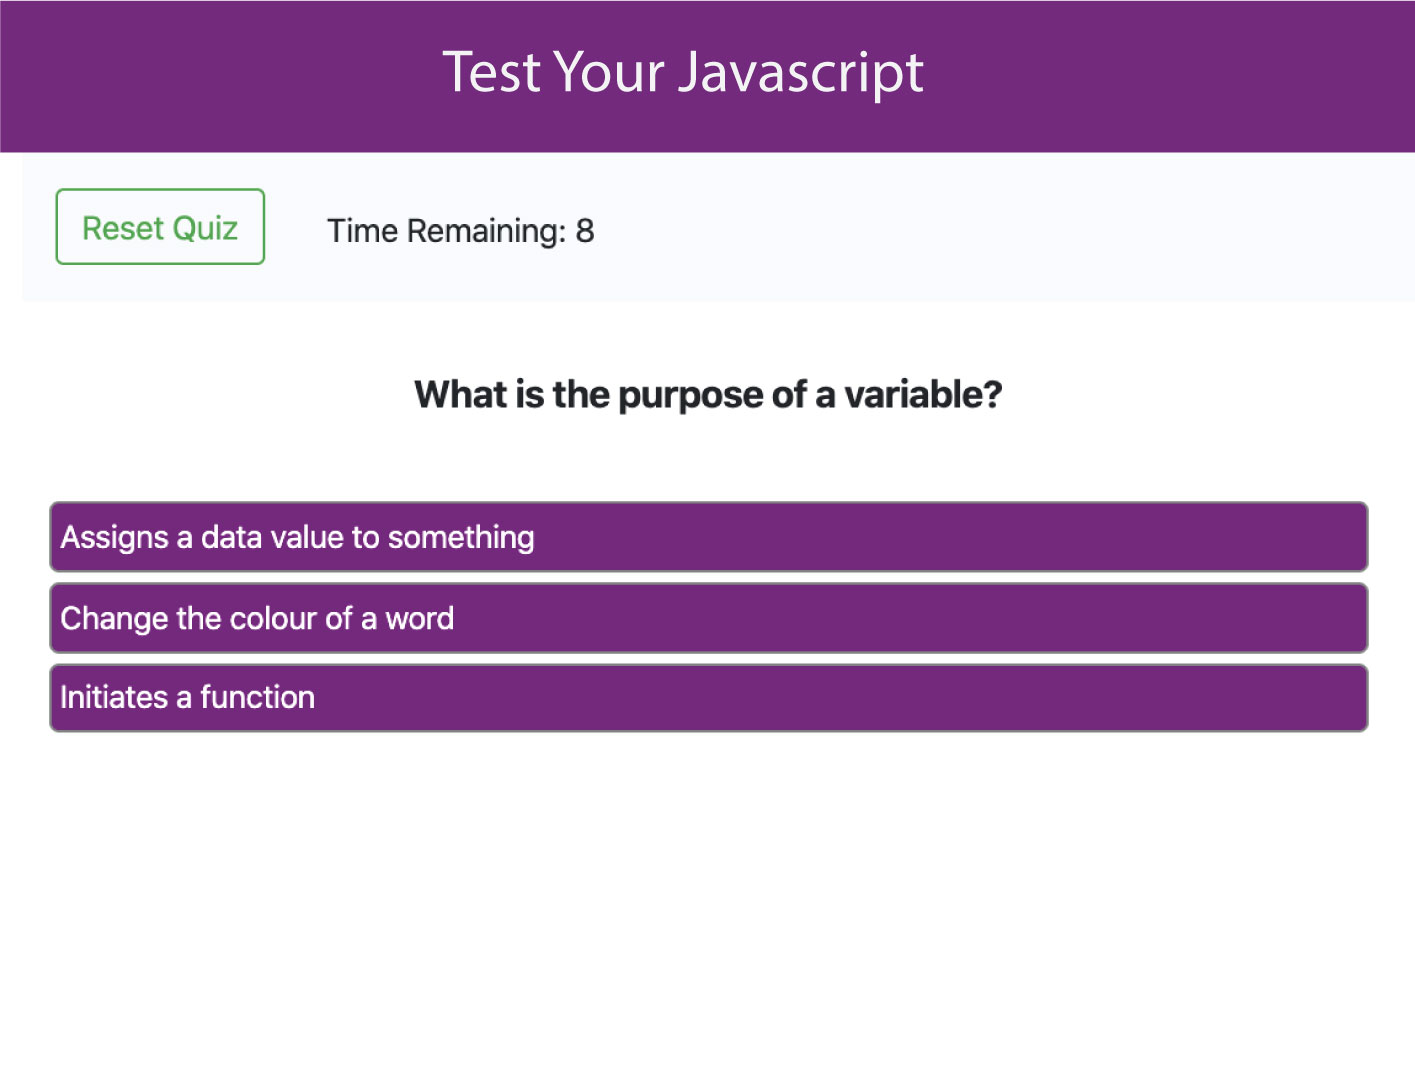 Test Your Javascript
Reset Quiz
Time Remaining: 8
What is the purpose of a variable?
Assigns a data value to something
Change the colour of a word
Initiates a function